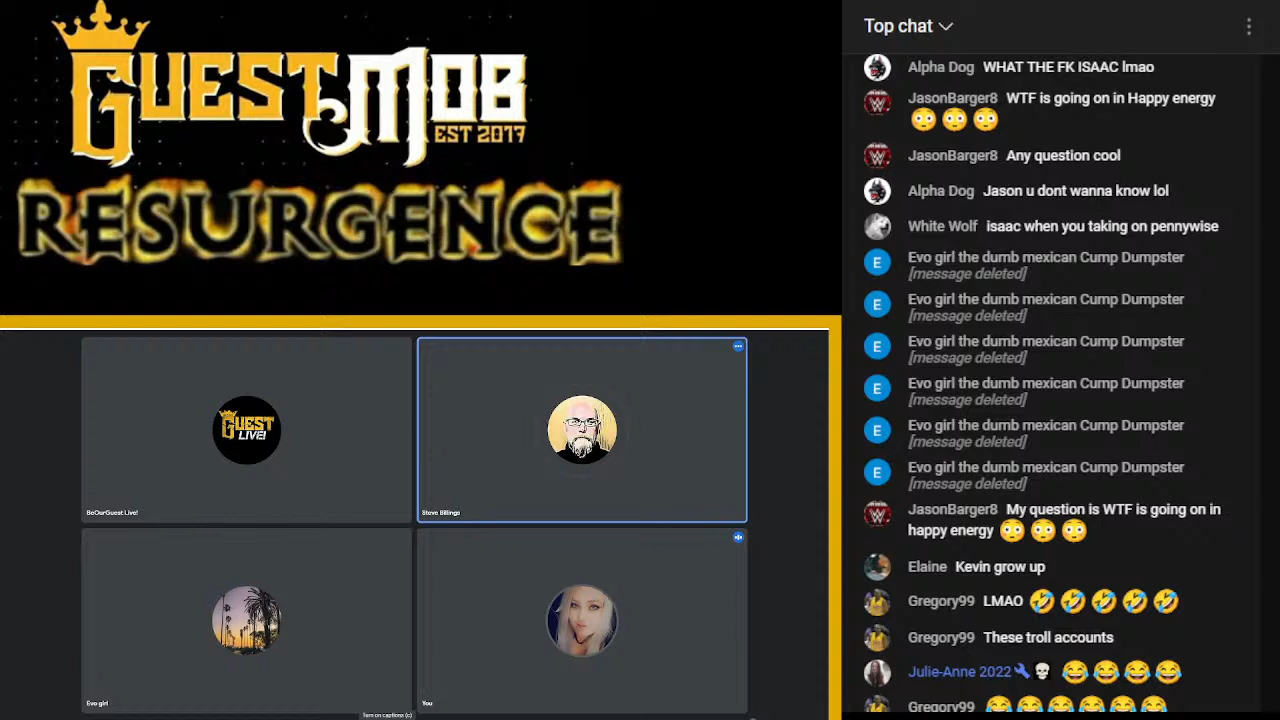 GUESTMOB
EST 2017
RESURGENCE
GUEST
LIVE!
BeOurGuest Live!
Steve Billings
Evo girl
You
Turn on captions (c)
Top chat
Alpha Dog WHAT THE FK ISAAC lmao
JasonBarger8 WTF is going on in Happy energy
😳 😳 😳
JasonBarger8 Any question cool
Alpha Dog Jason u dont wanna know lol
White Wolf isaac when you taking on pennywise
E
Evo girl the dumb mexican Cump Dumpster
[message deleted]
E
Evo girl the dumb mexican Cump Dumpster
[message deleted]
E
Evo girl the dumb mexican Cump Dumpster
[message deleted]
E
Evo girl the dumb mexican Cump Dumpster
[message deleted]
E
Evo girl the dumb mexican Cump Dumpster
[message deleted]
E
Evo girl the dumb mexican Cump Dumpster
[message deleted]
JasonBarger8 My question is WTF is going on in
happy energy 😳 😳 😳
Elaine Kevin grow up
Gregory99 LMAO 🤣 🤣 🤣 🤣 🤣
Gregory99 These troll accounts
Julie-Anne 2022 🔧 💀 😂 😂 😂 😂
Gregory99 😂 😂 😂 😂 😂 😂